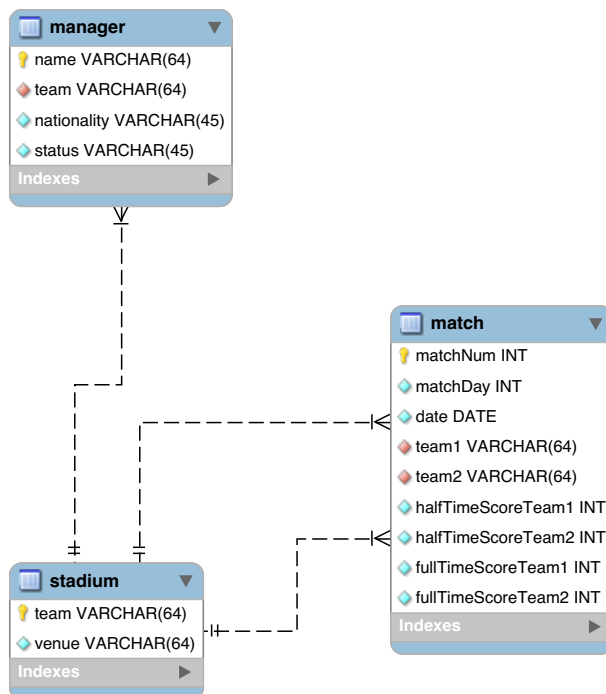 manager
name VARCHAR(64)
team VARCHAR(64)
nationality VARCHAR(45)
status VARCHAR(45)
Indexes
match
matchNum INT
matchDay INT
date DATE
team1 VARCHAR(64)
team2 VARCHAR(64)
halfTimeScoreTeam1 INT
halfTimeScoreTeam2 INT
fullTimeScoreTeam1 INT
fullTimeScoreTeam2 INT
Indexes
stadium
team VARCHAR(64)
venue VARCHAR(64)
Indexes